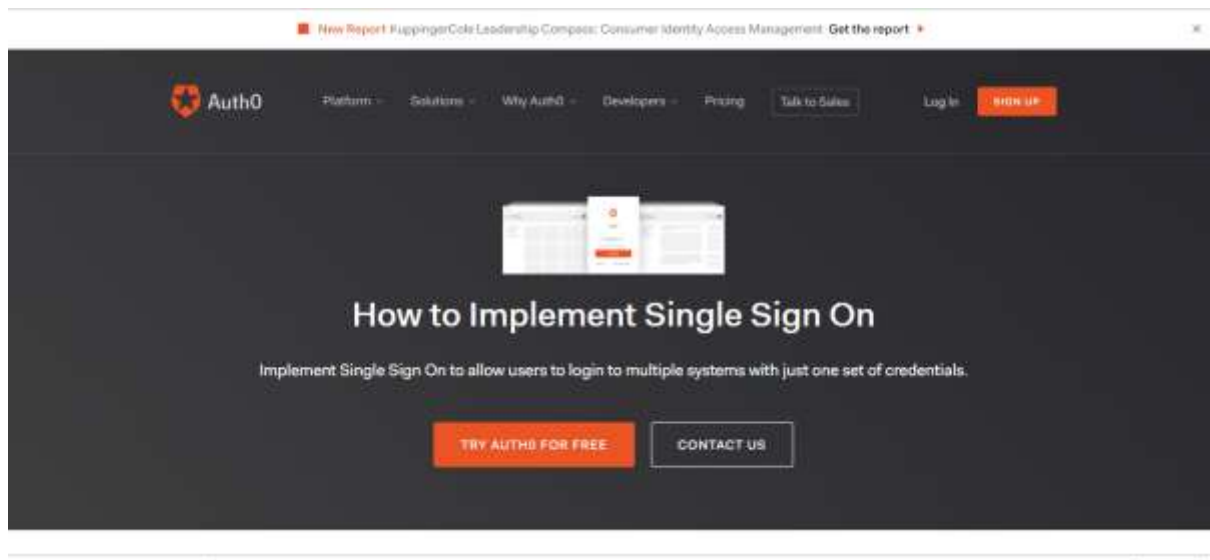 New Report KuppingerCole Leadership Compass: Consumer Identity Access Management Get the report
Auth0 Platform Solutions Why Auth0 Developers Pricing Talk to Sales Log In SIGN UP
How to Implement Single Sign On
Implement Single Sign On to allow users to login to multiple systems with just one set of credentials.
TRY AUTH0 FOR FREE CONTACT US